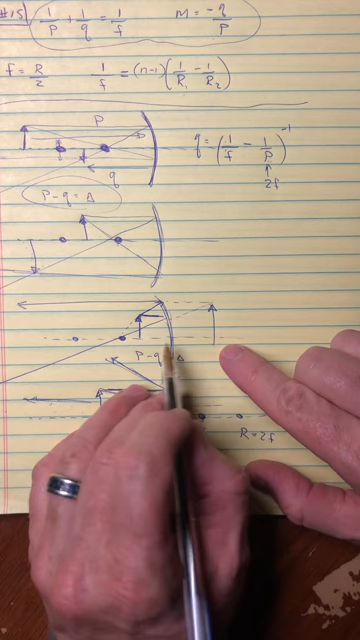 #15 1/P + 1/q = 1/f M = -q/P
f = R/2 1/f = (n-1)(1/R₁ - 1/R₂)
P
q = (1/f - 1/P)⁻¹
q
2f
P-q = Δ
P-q = Δ
R=2f